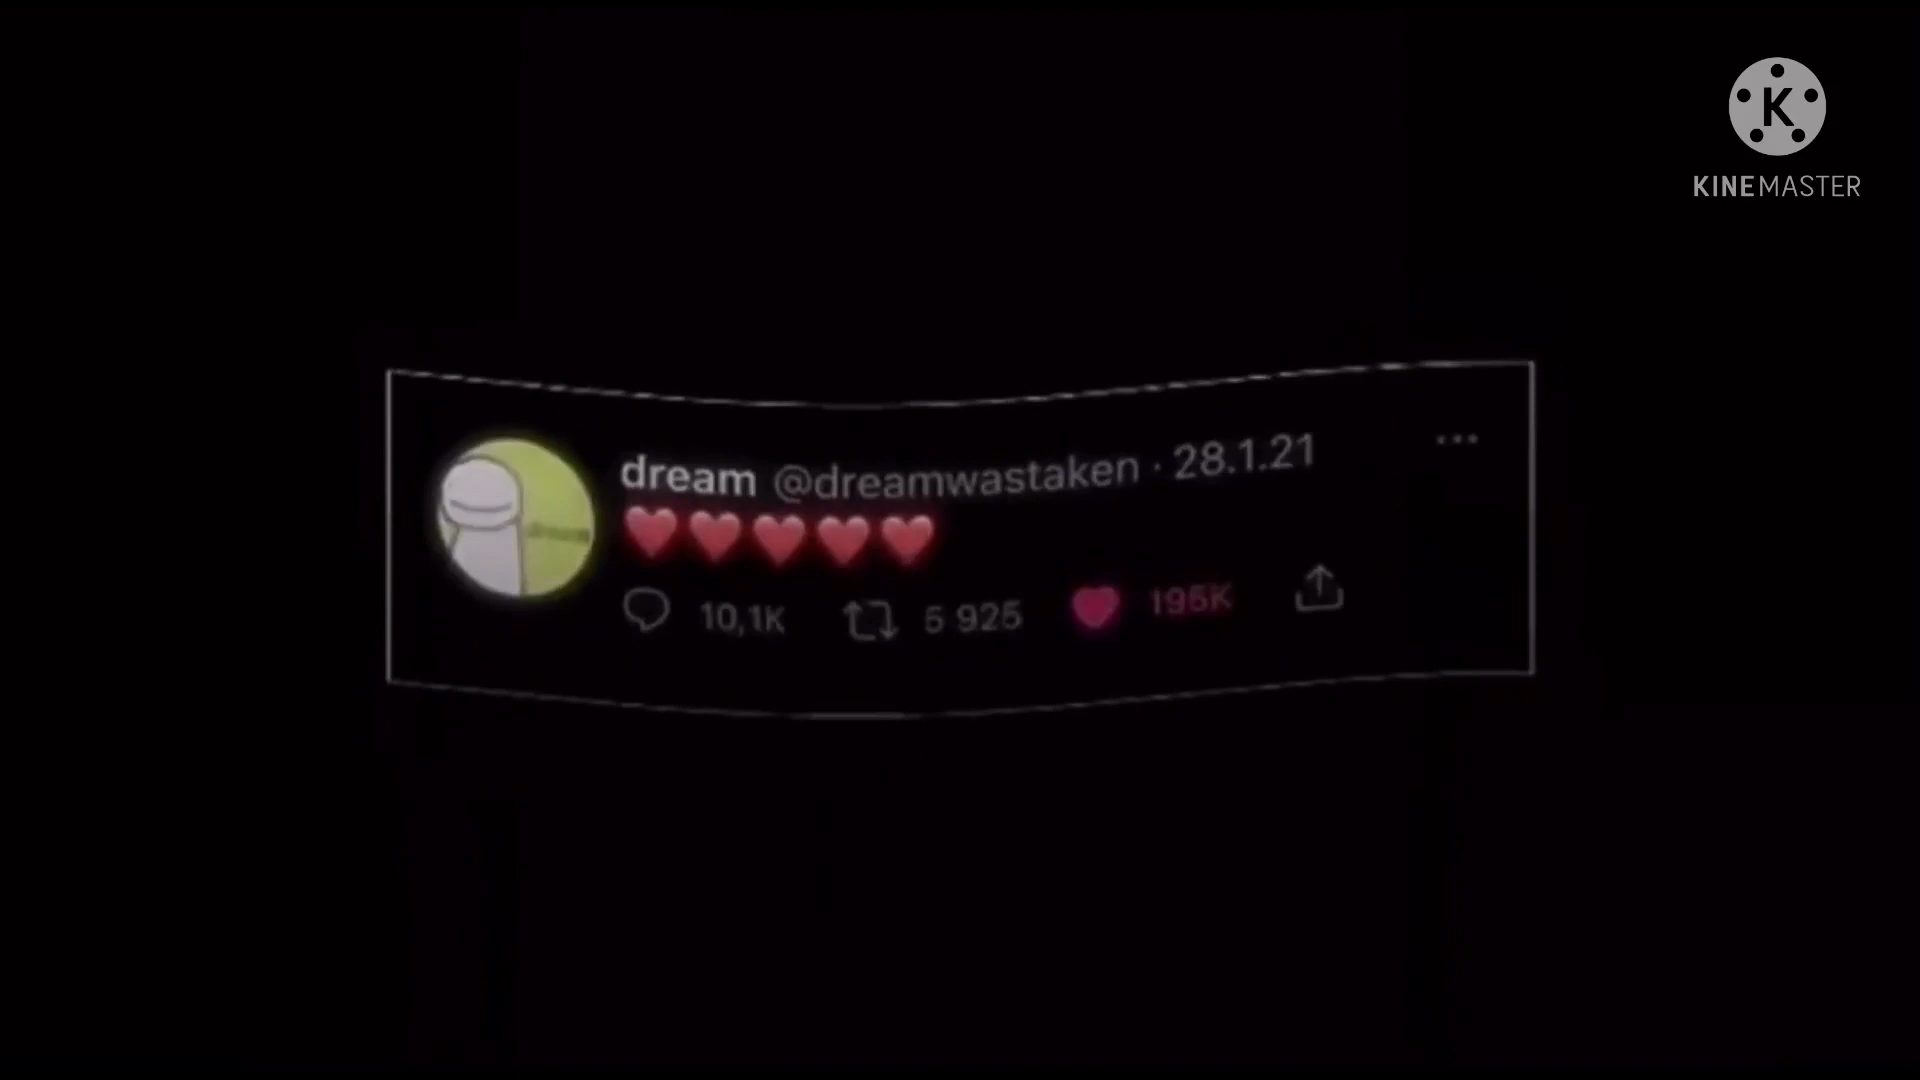 KINEMASTER
dream @dreamwastaken · 28.1.21
❤️❤️❤️❤️❤️
10,1K 5 925 195K